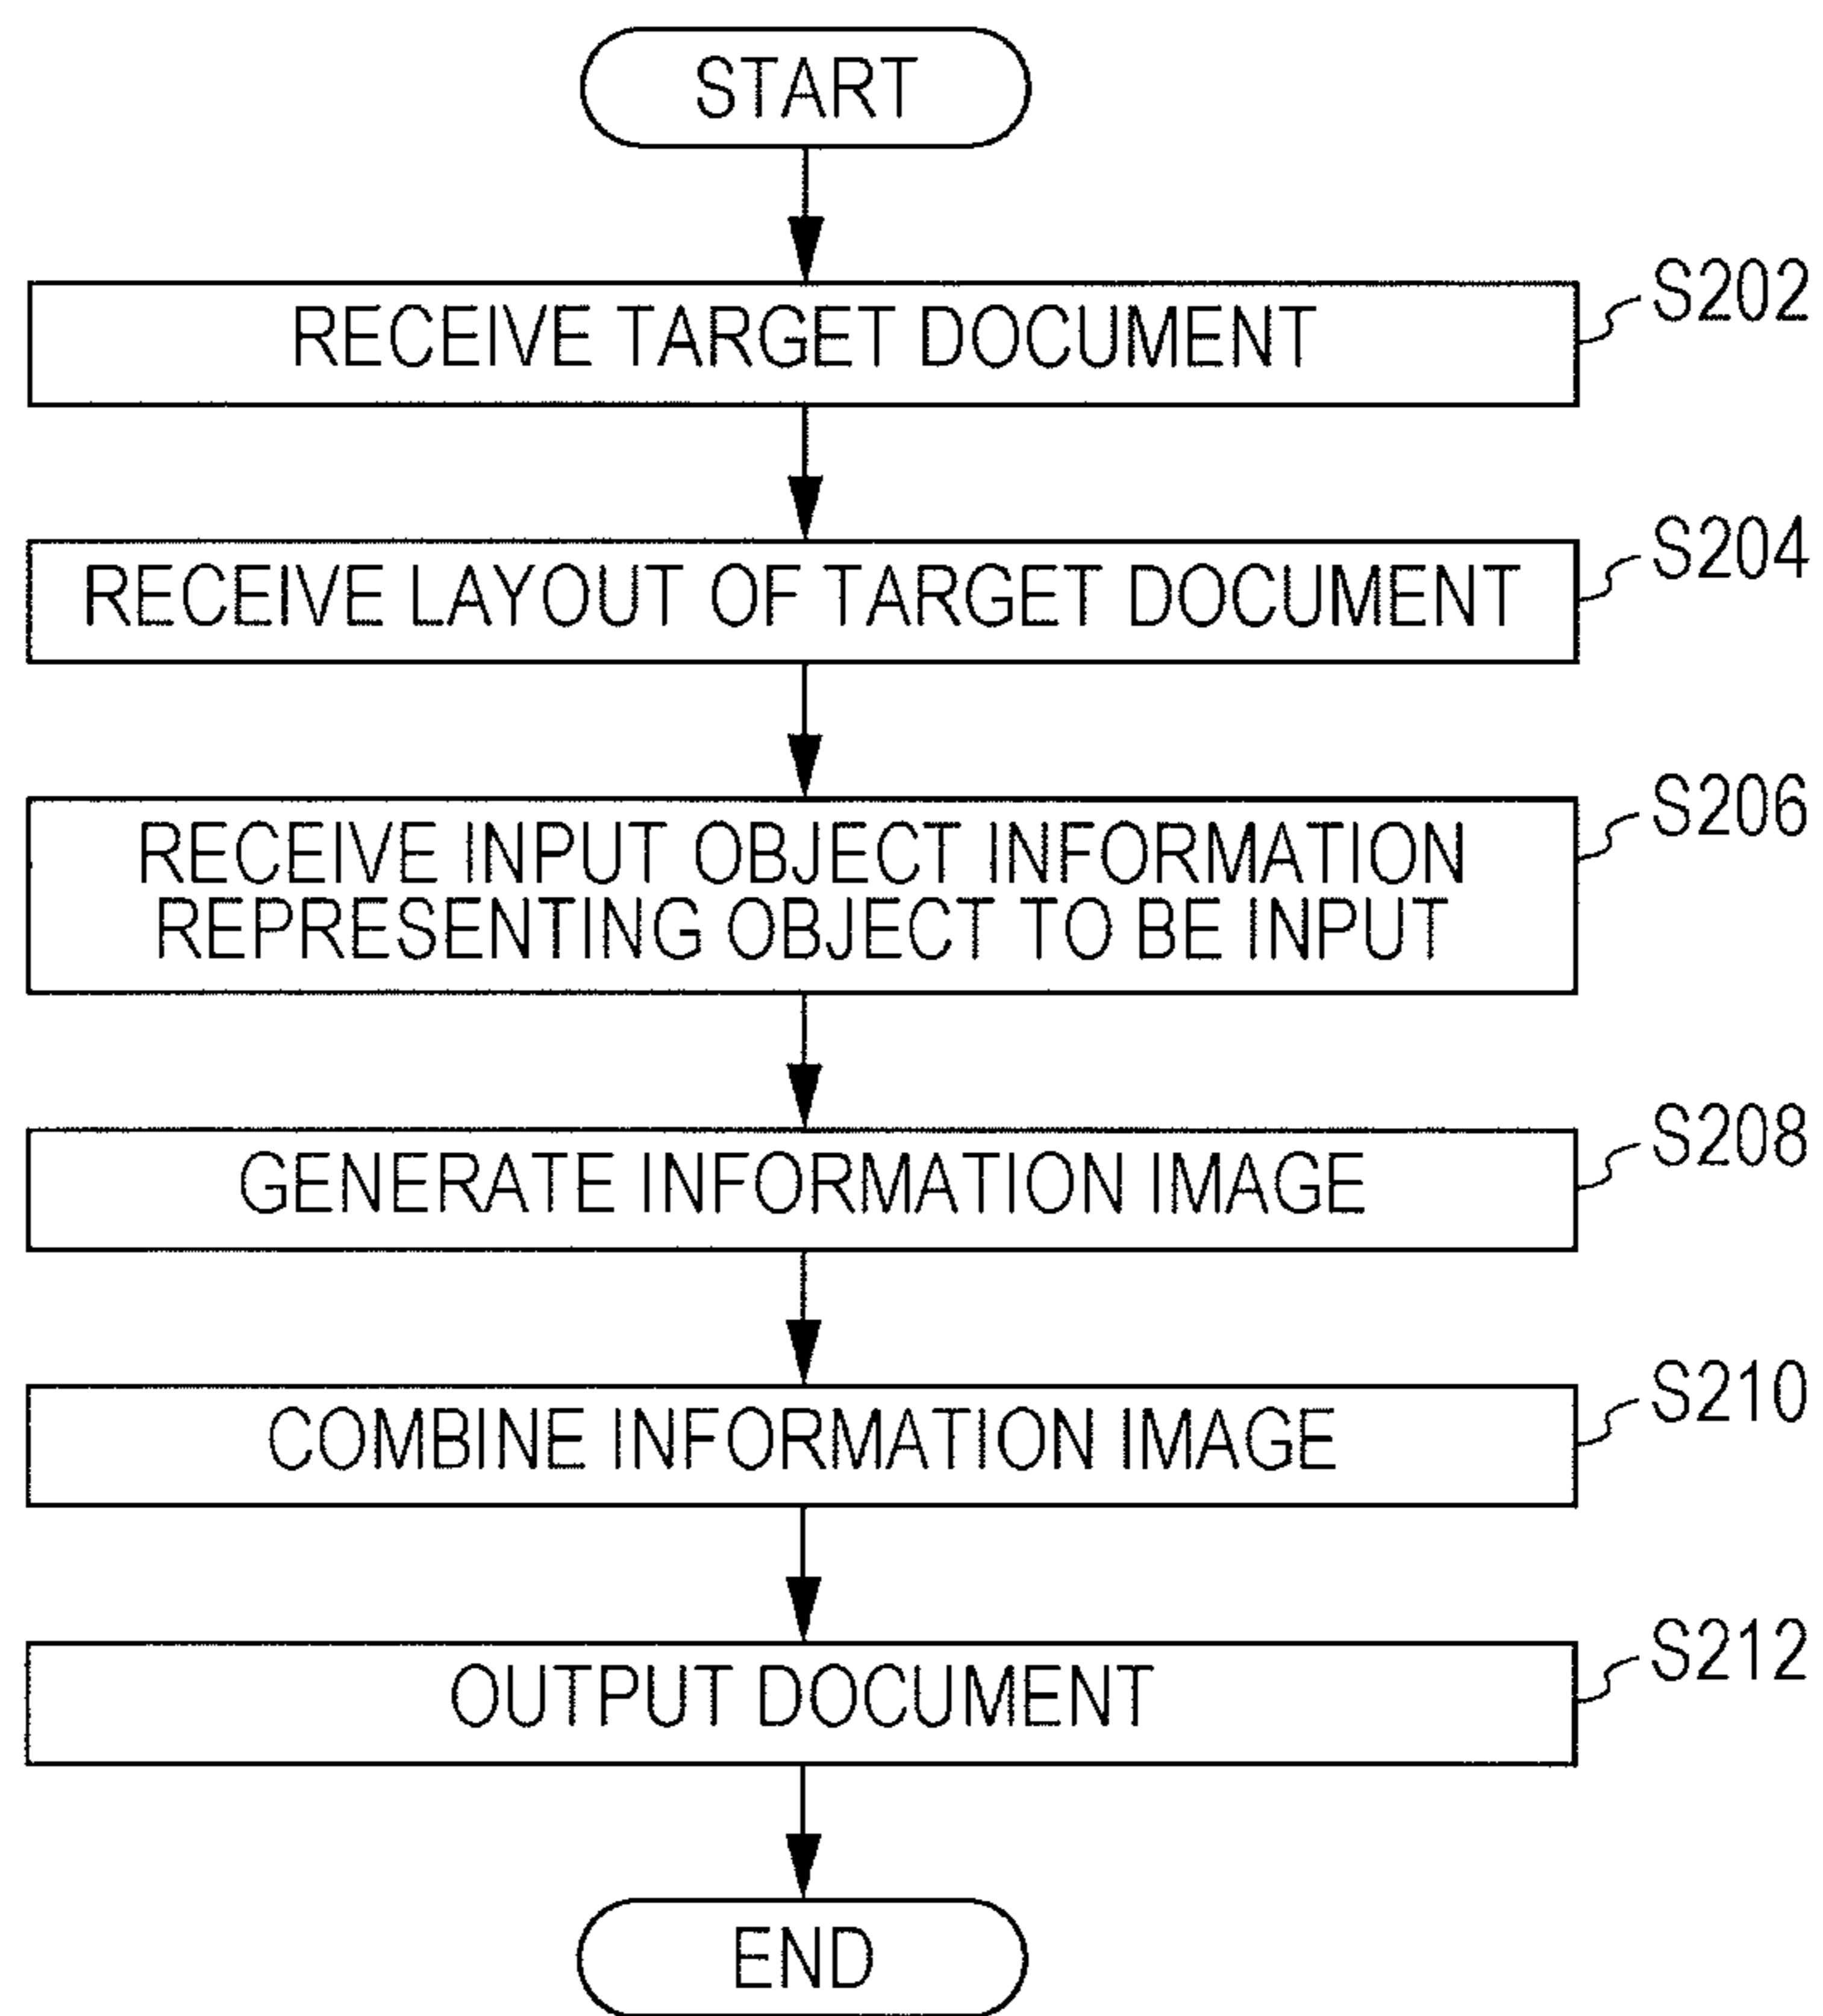 START
RECEIVE TARGET DOCUMENT
S202
RECEIVE LAYOUT OF TARGET DOCUMENT
S204
RECEIVE INPUT OBJECT INFORMATION
REPRESENTING OBJECT TO BE INPUT
S206
GENERATE INFORMATION IMAGE
S208
COMBINE INFORMATION IMAGE
S210
OUTPUT DOCUMENT
S212
END